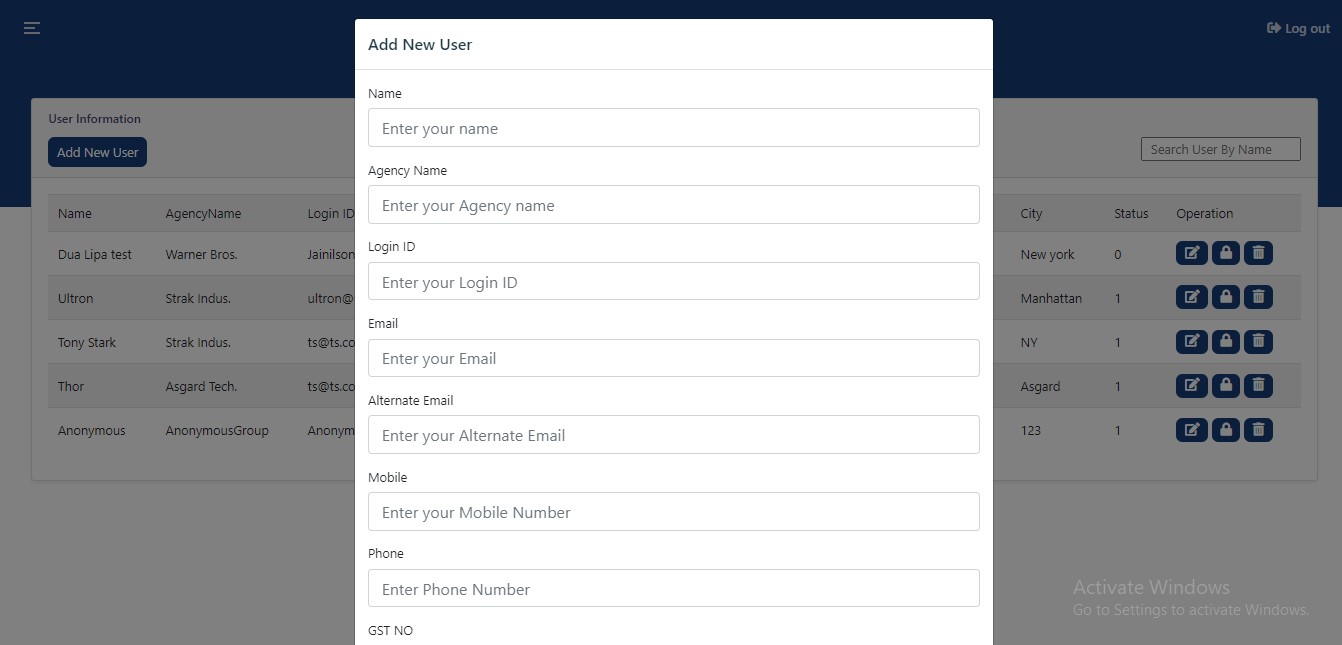 Log out
User Information
Add New User
Search User By Name
Name AgencyName Login ID City Status Operation
Dua Lipa test Warner Bros. Jainilson New york 0
Ultron Strak Indus. ultron@ Manhattan 1
Tony Stark Strak Indus. ts@ts.co NY 1
Thor Asgard Tech. ts@ts.co Asgard 1
Anonymous AnonymousGroup Anonym 123 1
Add New User
Name
Enter your name
Agency Name
Enter your Agency name
Login ID
Enter your Login ID
Email
Enter your Email
Alternate Email
Enter your Alternate Email
Mobile
Enter your Mobile Number
Phone
Enter Phone Number
GST NO
Activate Windows
Go to Settings to activate Windows.